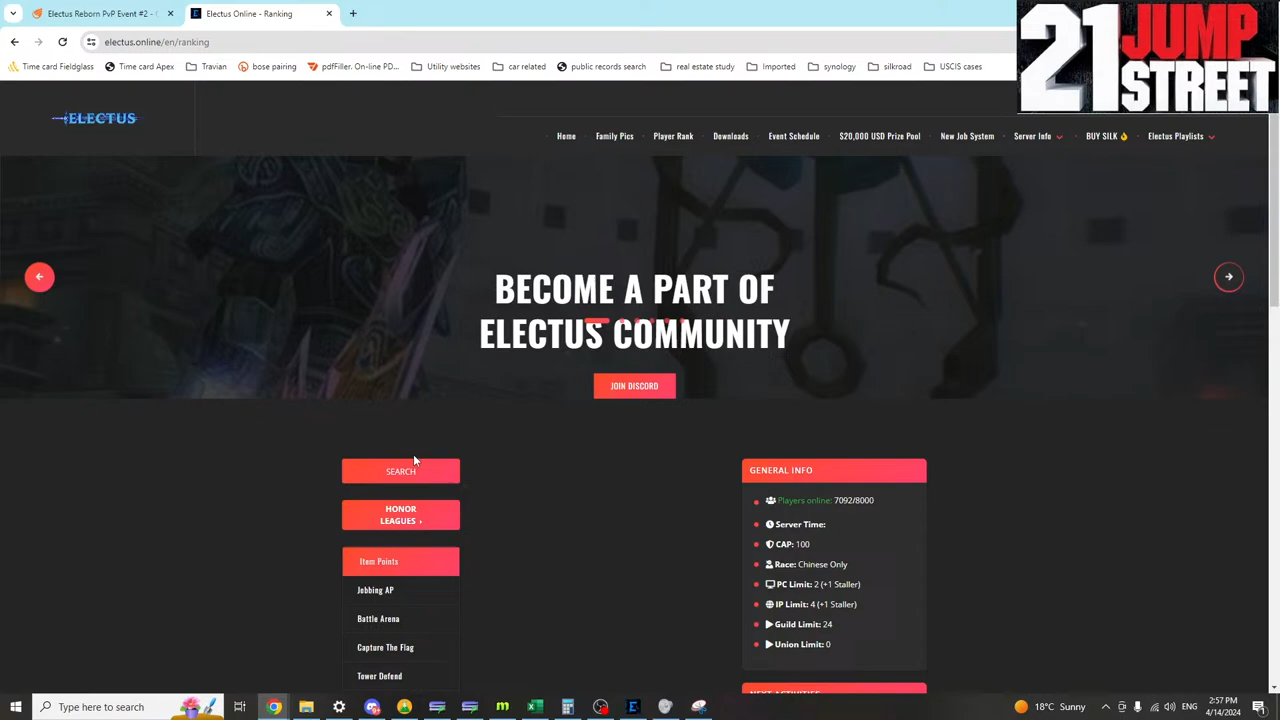 Electus Reborn PvP Event #2 - C
Electus Online - Ranking
electus.online/en/ranking
Time card Fieldglass
Time card Apex
Travian
bose pairing
pdfFiller. On-line PD...
Utility websites
car related
public records search
real estate study
Imported
synology
silkroad
USCIS cases
21 JUMP STREET
ELECTUS
Home
Family Pics
Player Rank
Downloads
Event Schedule
$20,000 USD Prize Pool
New Job System
Server Info
BUY SILK
Electus Playlists
BECOME A PART OF
ELECTUS COMMUNITY
JOIN DISCORD
SEARCH
HONOR
LEAGUES ›
Item Points
Jobbing AP
Battle Arena
Capture The Flag
Tower Defend
GENERAL INFO
Players online: 7092/8000
Server Time:
CAP: 100
Race: Chinese Only
PC Limit: 2 (+1 Staller)
IP Limit: 4 (+1 Staller)
Guild Limit: 24
Union Limit: 0
NEXT ACTIVITIES
Type here to search
18°C Sunny
ENG
2:57 PM
4/14/2024